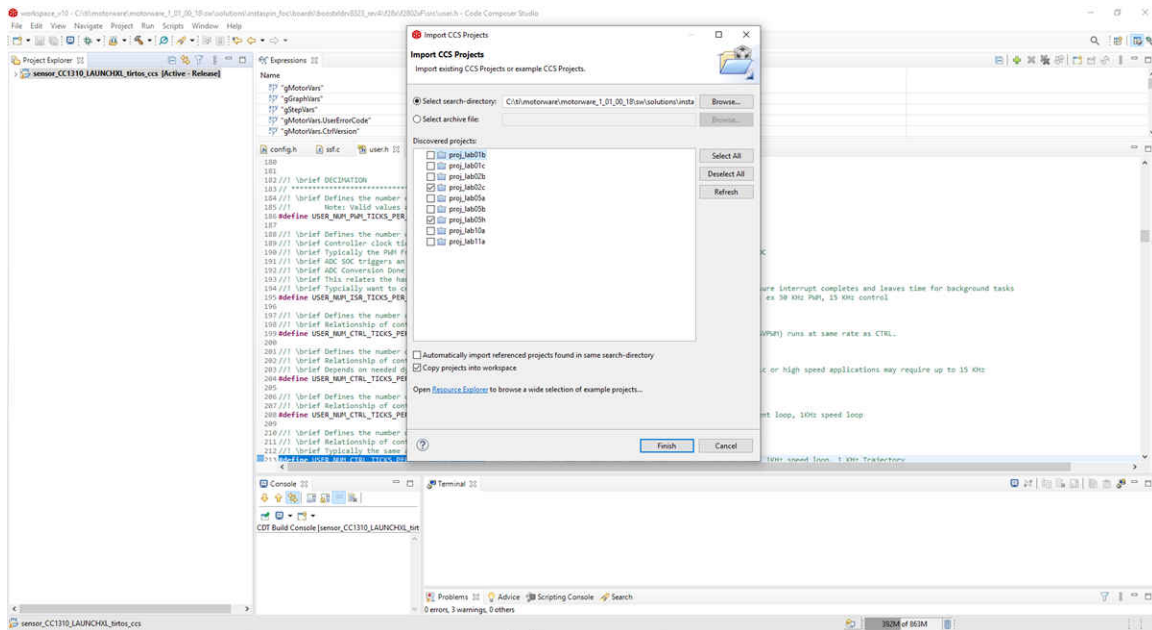 workspace_v10 - C:\ti\motorware\motorware_1_01_00_18\sw\solutions\instaspin_foc\boards\boostxldrv8323_revA\f28x\f2802xF\src\user.h - Code Composer Studio
File Edit View Navigate Project Run Scripts Window Help
Project Explorer
sensor_CC1310_LAUNCHXL_tirtos_ccs [Active - Release]
Expressions
Name
"gMotorVars"
"gGraphVars"
"gStepVars"
"gMotorVars.UserErrorCode"
"gMotorVars.CtrlVersion"
config.h
ssf.c
user.h
180
181
182 //! \brief DECIMATION
183 // ****************************
184 //! \brief Defines the number
185 //! Note: Valid values
186 #define USER_NUM_PWM_TICKS_PER_
187
188 //! \brief Defines the number
189 //! \brief Controller clock
190 //! \brief Typically the PWM
191 //! \brief ADC SOC triggers an
192 //! \brief ADC Conversion Done
193 //! \brief This relates the
194 //! \brief Typcially want to ure interrupt completes and leaves time for background tasks
195 #define USER_NUM_ISR_TICKS_PER_ ex 30 KHz PWM, 15 KHz control
196
197 //! \brief Defines the number
198 //! \brief Relationship of
199 #define USER_NUM_CTRL_TICKS_PE runs at same rate as CTRL.
200
201 //! \brief Defines the number
202 //! \brief Relationship of
203 //! \brief Depends on needed or high speed applications may require up to 15 KHz
204 #define USER_NUM_CTRL_TICKS_PE
205
206 //! \brief Defines the number
207 //! \brief Relationship of
208 #define USER_NUM_CTRL_TICKS_PE nt loop, 1KHz speed loop
209
210 //! \brief Defines the number
211 //! \brief Relationship of
212 //! \brief Typically the same
213 #define USER_NUM_CTRL_TICKS_PE 1KHz speed loop, 1 KHz Trajectory
Import CCS Projects
Import CCS Projects
Import existing CCS Projects or example CCS Projects.
Select search-directory: C:\ti\motorware\motorware_1_01_00_18\sw\solutions\insta Browse...
Select archive file: Browse...
Discovered projects:
proj_lab01b
proj_lab01c
proj_lab02b
proj_lab02c
proj_lab05a
proj_lab05b
proj_lab05h
proj_lab10a
proj_lab11a
Select All
Deselect All
Refresh
Automatically import referenced projects found in same search-directory
Copy projects into workspace
Open Resource Explorer to browse a wide selection of example projects...
Finish Cancel
Console
CDT Build Console [sensor_CC1310_LAUNCHXL_tirt
Terminal
Problems Advice Scripting Console Search
0 errors, 3 warnings, 0 others
sensor_CC1310_LAUNCHXL_tirtos_ccs
392M of 863M